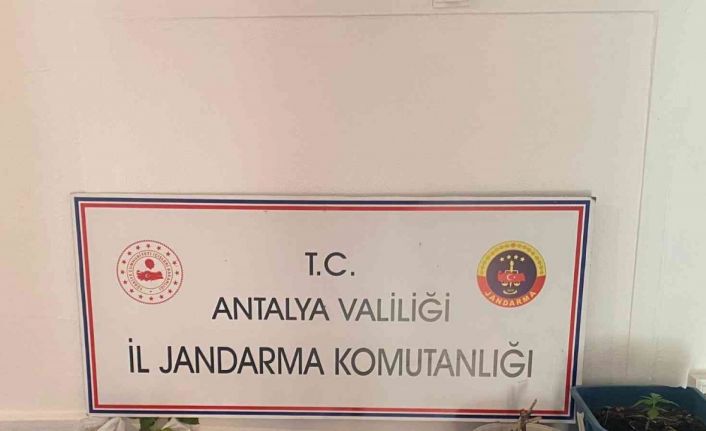 T.C.
ANTALYA VALİLİĞİ
İL JANDARMA KOMUTANLIĞI
JANDARMA